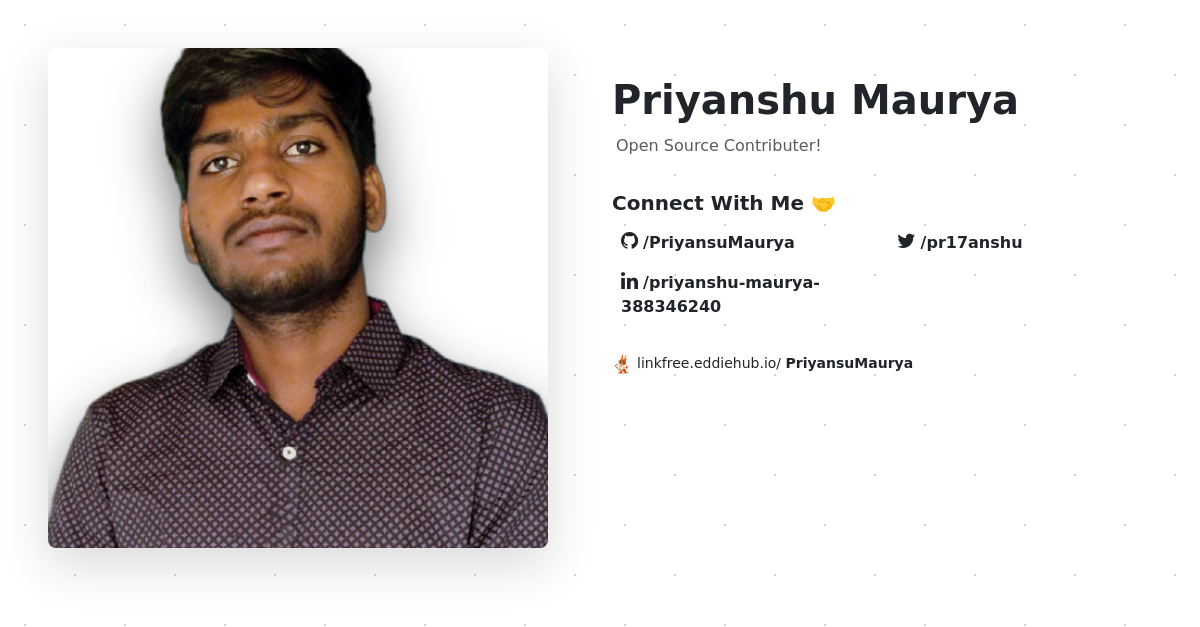 Priyanshu Maurya
Open Source Contributer!
Connect With Me 🤝
/PriyansuMaurya
/pr17anshu
/priyanshu-maurya-
388346240
linkfree.eddiehub.io/ PriyansuMaurya